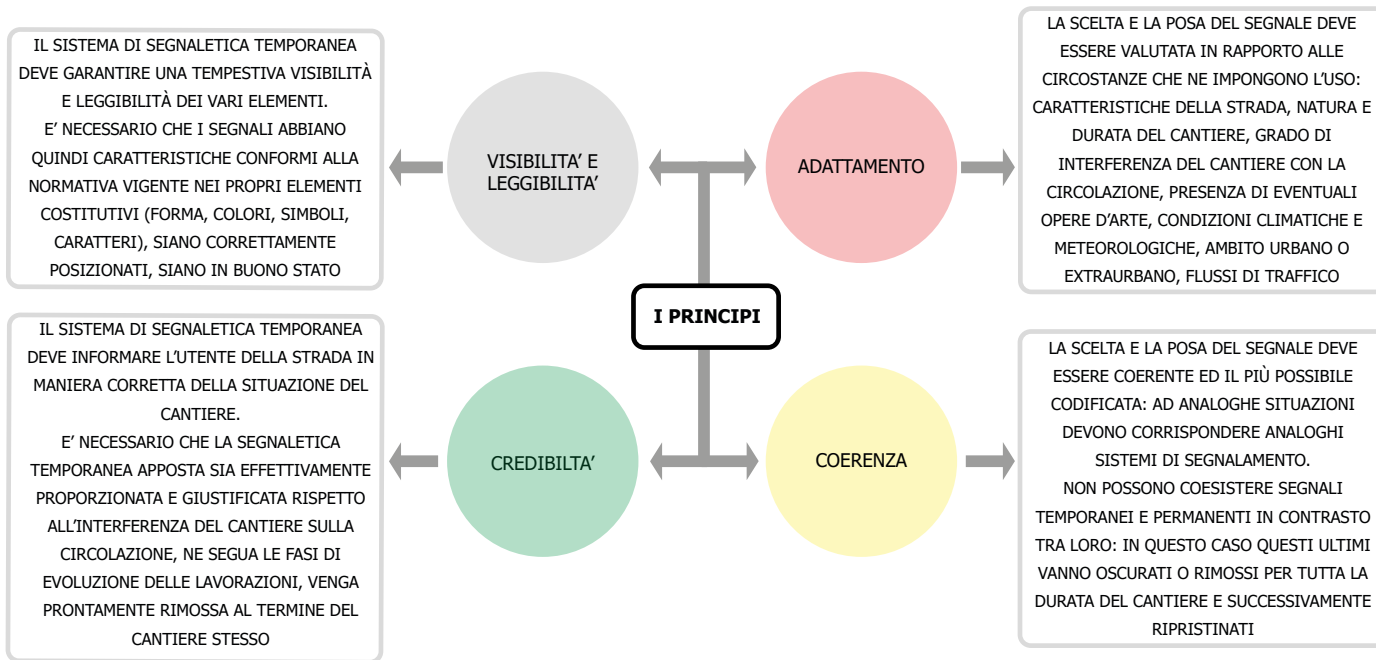 IL SISTEMA DI SEGNALETICA TEMPORANEA
DEVE GARANTIRE UNA TEMPESTIVA VISIBILITÀ
E LEGGIBILITÀ DEI VARI ELEMENTI.
E’ NECESSARIO CHE I SEGNALI ABBIANO
QUINDI CARATTERISTICHE CONFORMI ALLA
NORMATIVA VIGENTE NEI PROPRI ELEMENTI
COSTITUTIVI (FORMA, COLORI, SIMBOLI,
CARATTERI), SIANO CORRETTAMENTE
POSIZIONATI, SIANO IN BUONO STATO
VISIBILITA’ E
LEGGIBILITA’
ADATTAMENTO
LA SCELTA E LA POSA DEL SEGNALE DEVE
ESSERE VALUTATA IN RAPPORTO ALLE
CIRCOSTANZE CHE NE IMPONGONO L’USO:
CARATTERISTICHE DELLA STRADA, NATURA E
DURATA DEL CANTIERE, GRADO DI
INTERFERENZA DEL CANTIERE CON LA
CIRCOLAZIONE, PRESENZA DI EVENTUALI
OPERE D’ARTE, CONDIZIONI CLIMATICHE E
METEOROLOGICHE, AMBITO URBANO O
EXTRAURBANO, FLUSSI DI TRAFFICO
I PRINCIPI
IL SISTEMA DI SEGNALETICA TEMPORANEA
DEVE INFORMARE L’UTENTE DELLA STRADA IN
MANIERA CORRETTA DELLA SITUAZIONE DEL
CANTIERE.
E’ NECESSARIO CHE LA SEGNALETICA
TEMPORANEA APPOSTA SIA EFFETTIVAMENTE
PROPORZIONATA E GIUSTIFICATA RISPETTO
ALL’INTERFERENZA DEL CANTIERE SULLA
CIRCOLAZIONE, NE SEGUA LE FASI DI
EVOLUZIONE DELLE LAVORAZIONI, VENGA
PRONTAMENTE RIMOSSA AL TERMINE DEL
CANTIERE STESSO
CREDIBILTA’
COERENZA
LA SCELTA E LA POSA DEL SEGNALE DEVE
ESSERE COERENTE ED IL PIÙ POSSIBILE
CODIFICATA: AD ANALOGHE SITUAZIONI
DEVONO CORRISPONDERE ANALOGHI
SISTEMI DI SEGNALAMENTO.
NON POSSONO COESISTERE SEGNALI
TEMPORANEI E PERMANENTI IN CONTRASTO
TRA LORO: IN QUESTO CASO QUESTI ULTIMI
VANNO OSCURATI O RIMOSSI PER TUTTA LA
DURATA DEL CANTIERE E SUCCESSIVAMENTE
RIPRISTINATI